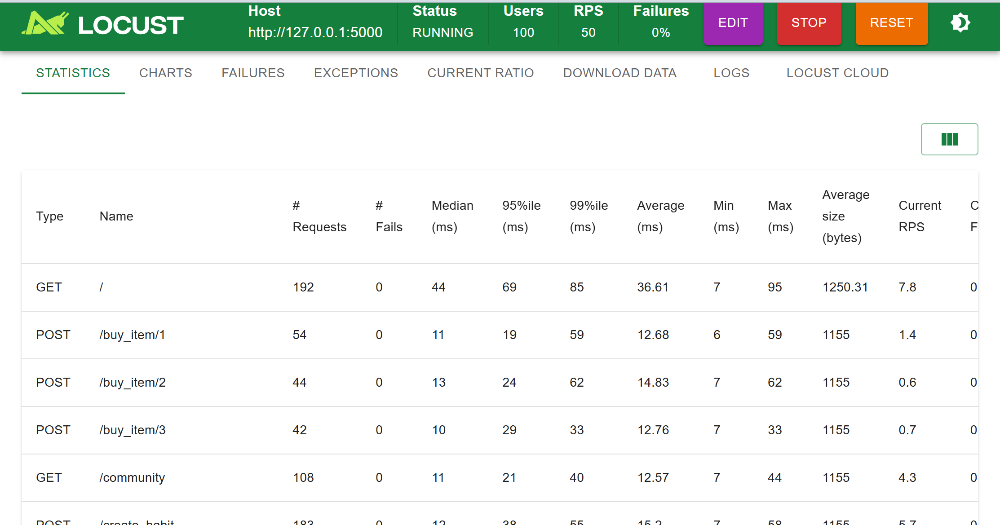 LOCUST
Host
http://127.0.0.1:5000
Status
RUNNING
Users
100
RPS
50
Failures
0%
EDIT
STOP
RESET
STATISTICS CHARTS FAILURES EXCEPTIONS CURRENT RATIO DOWNLOAD DATA LOGS LOCUST CLOUD
Type Name # Requests # Fails Median (ms) 95%ile (ms) 99%ile (ms) Average (ms) Min (ms) Max (ms) Average size (bytes) Current RPS C F
GET / 192 0 44 69 85 36.61 7 95 1250.31 7.8 0
POST /buy_item/1 54 0 11 19 59 12.68 6 59 1155 1.4 0
POST /buy_item/2 44 0 13 24 62 14.83 7 62 1155 0.6 0
POST /buy_item/3 42 0 10 29 33 12.76 7 33 1155 0.7 0
GET /community 108 0 11 21 40 12.57 7 44 1155 4.3 0
POST /create_habit 183 0 12 38 55 15.2 7 58 1155 5.7 0